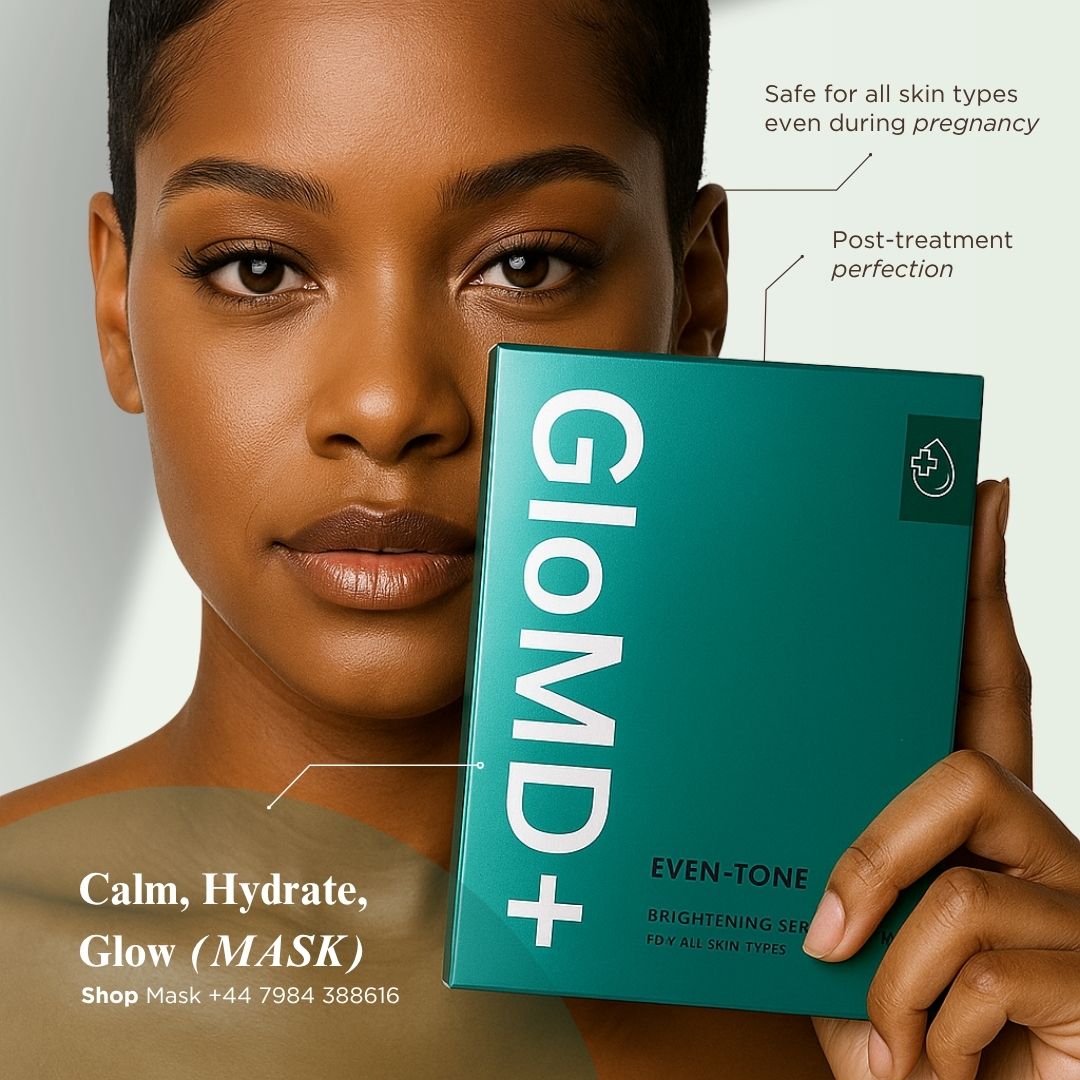 Safe for all skin types
even during pregnancy
Post-treatment
perfection
GloMD+
EVEN-TONE
BRIGHTENING SER
FD·Y ALL SKIN TYPES
Calm, Hydrate,
Glow (MASK)
Shop Mask +44 7984 388616